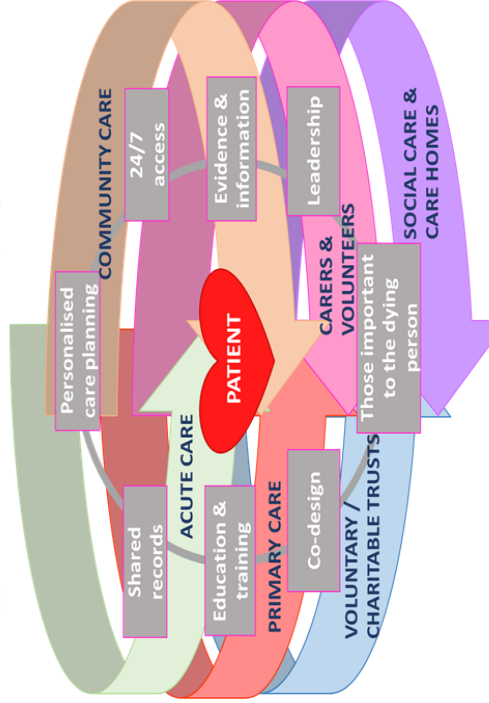 Personalised
care planning
COMMUNITY CARE
Shared
records
24/7
access
ACUTE CARE
Education &
training
PATIENT
Evidence &
information
PRIMARY CARE
Co-design
Leadership
CARERS &
VOLUNTEERS
VOLUNTARY /
CHARITABLE TRUSTS
Those important
to the dying
person
SOCIAL CARE &
CARE HOMES